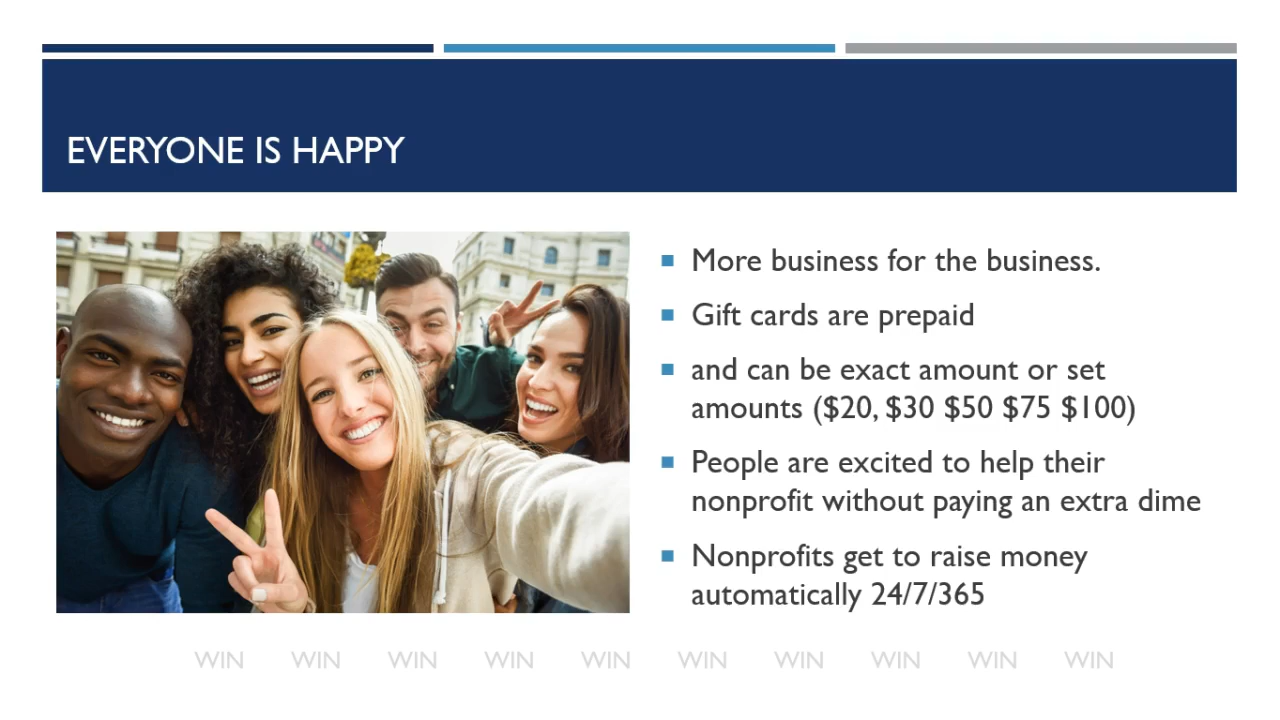 EVERYONE IS HAPPY
More business for the business.
Gift cards are prepaid
and can be exact amount or set
amounts ($20, $30 $50 $75 $100)
People are excited to help their
nonprofit without paying an extra dime
Nonprofits get to raise money
automatically 24/7/365
WIN WIN WIN WIN WIN WIN WIN WIN WIN WIN